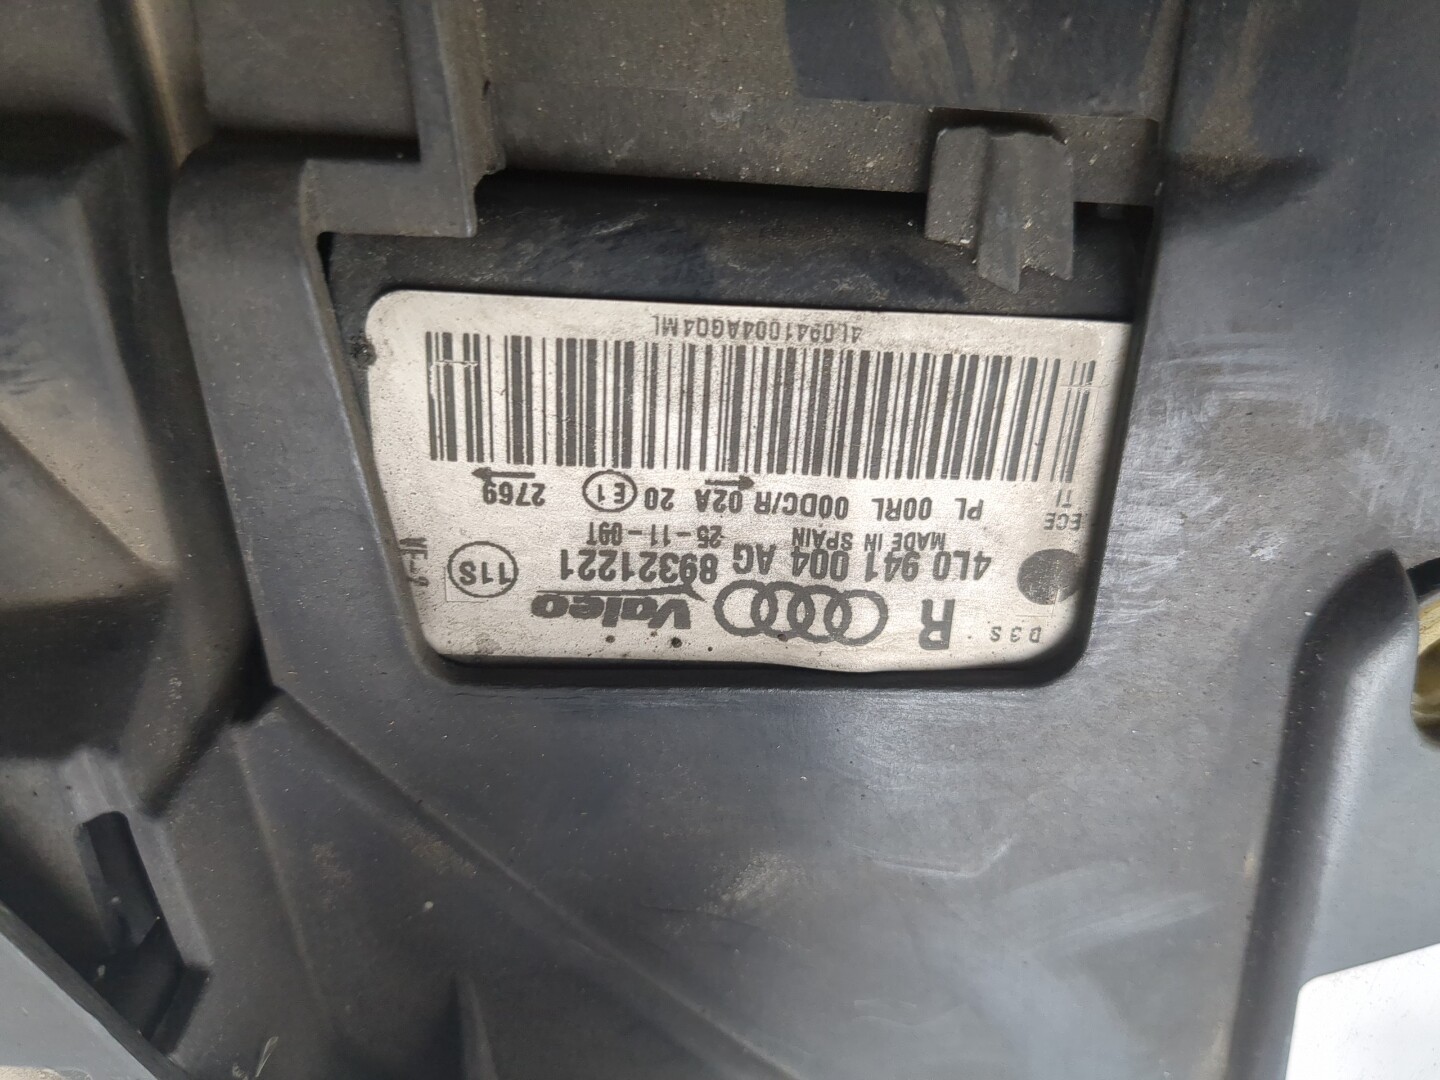 D3S
R Valeo
4L0 941 004 AG 89321221 11S
MADE IN SPAIN 25-11-09T
ECE
PL 00RL 00DC/R 02A 20 E1 2769
4L0941004AGQ4ML